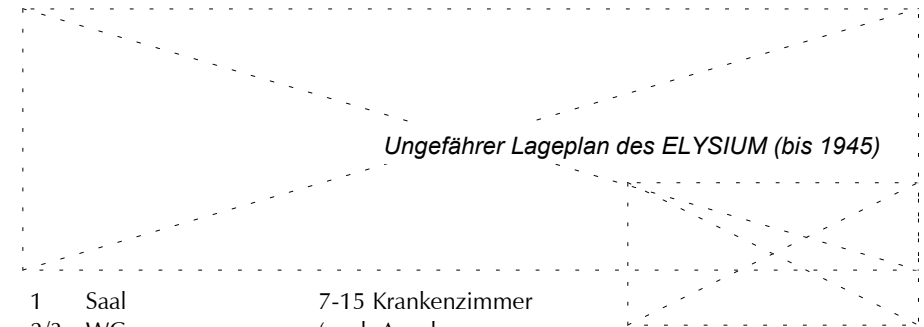 Ungefährer Lageplan des ELYSIUM (bis 1945)
1 Saal 7-15 Krankenzimmer